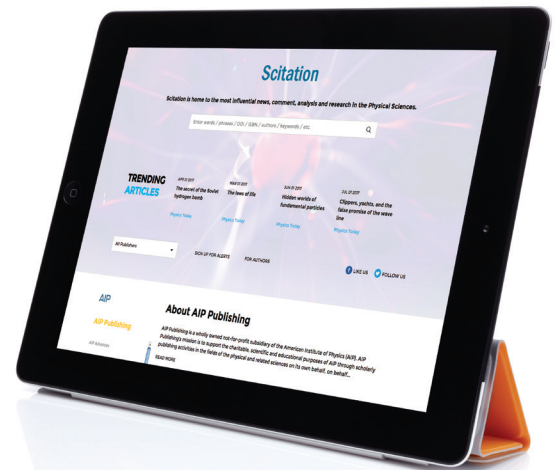 Scitation
Scitation is home to the most influential news, comment, analysis and research in the Physical Sciences.
Enter words / phrases / DOI / ISBN / authors / keywords / etc.
TRENDING
ARTICLES
APR 01 2017
The secret of the Soviet
hydrogen bomb
Physics Today
MAR 01 2017
The laws of life
Physics Today
JUN 01 2017
Hidden worlds of
fundamental particles
Physics Today
JUL 01 2017
Clippers, yachts, and the
false promise of the wave
line
Physics Today
All Publishers
SIGN UP FOR ALERTS
FOR AUTHORS
LIKE US
FOLLOW US
AIP
AIP Publishing
AIP Advances
About AIP Publishing
AIP Publishing is a wholly owned not-for-profit subsidiary of the American Institute of Physics (AIP). AIP
Publishing's mission is to support the charitable, scientific and educational purposes of AIP through scholarly
publishing activities in the fields of the physical and related sciences on its own behalf, on behalf...
READ MORE